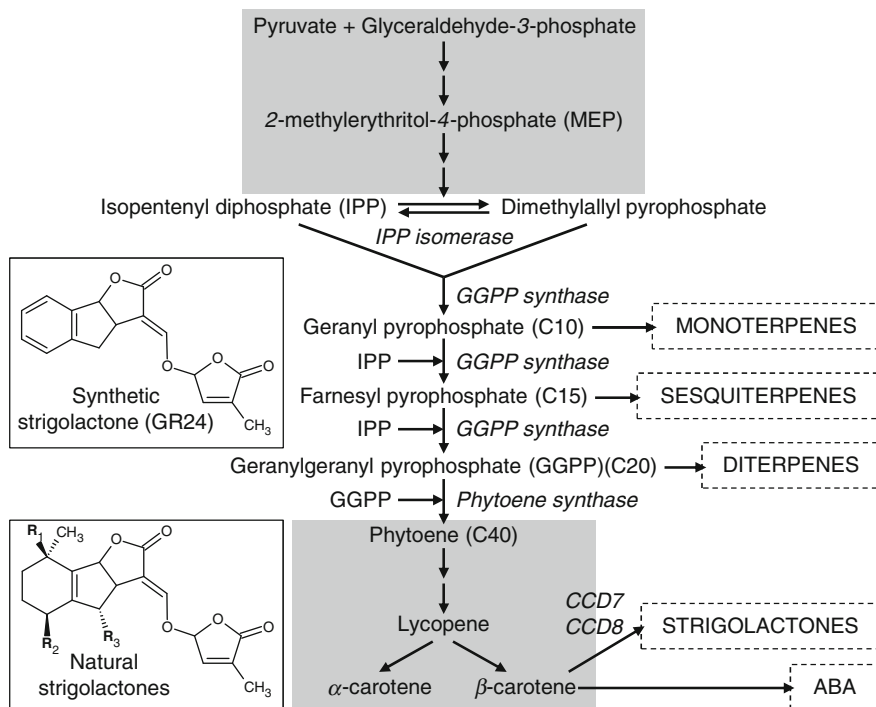 Pyruvate + Glyceraldehyde-3-phosphate
2-methylerythritol-4-phosphate (MEP)
Isopentenyl diphosphate (IPP)
Dimethylallyl pyrophosphate
IPP isomerase
GGPP synthase
Geranyl pyrophosphate (C10)
MONOTERPENES
IPP
GGPP synthase
Farnesyl pyrophosphate (C15)
SESQUITERPENES
IPP
GGPP synthase
Geranylgeranyl pyrophosphate (GGPP)(C20)
DITERPENES
GGPP
Phytoene synthase
Phytoene (C40)
Lycopene
α-carotene
β-carotene
CCD7
CCD8
STRIGOLACTONES
ABA
O
O
O
O
O
CH3
Synthetic
strigolactone (GR24)
R1
CH3
O
O
R2
R3
O
O
O
CH3
Natural
strigolactones